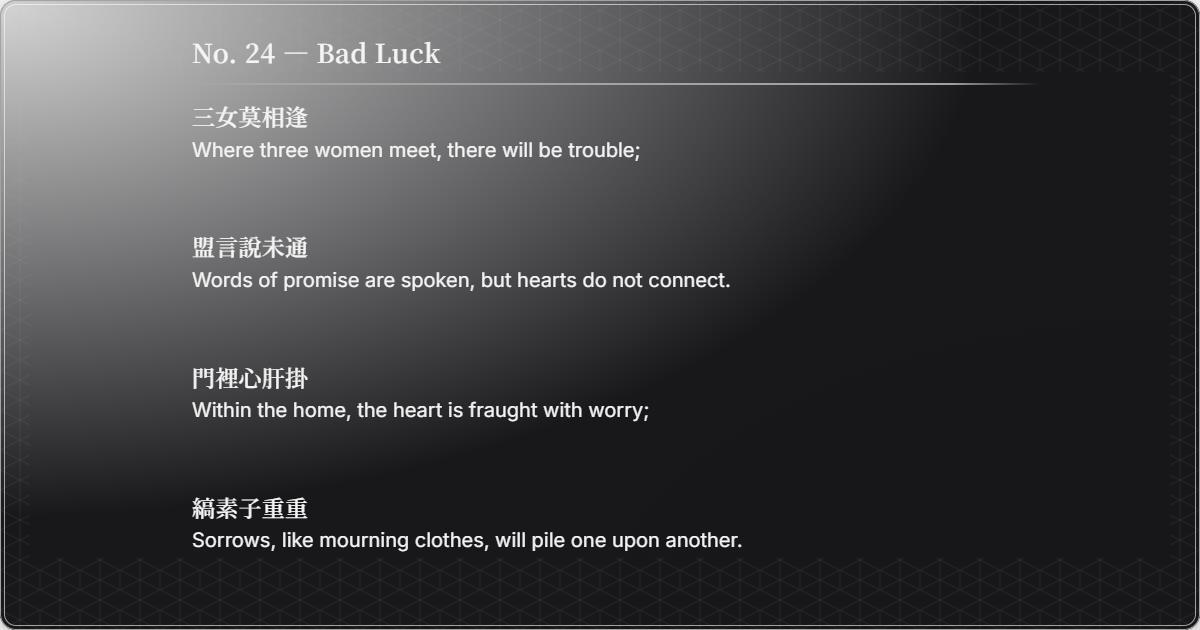 No. 24 — Bad Luck
三女莫相逢
Where three women meet, there will be trouble;
盟言說未通
Words of promise are spoken, but hearts do not connect.
門裡心肝掛
Within the home, the heart is fraught with worry;
縞素子重重
Sorrows, like mourning clothes, will pile one upon another.